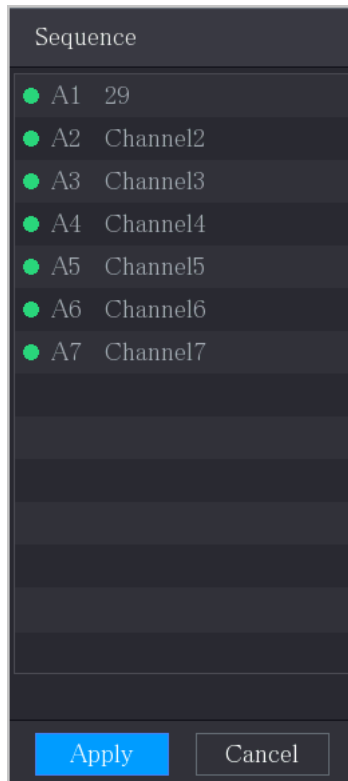 Sequence
A1 29
A2 Channel2
A3 Channel3
A4 Channel4
A5 Channel5
A6 Channel6
A7 Channel7
Apply Cancel